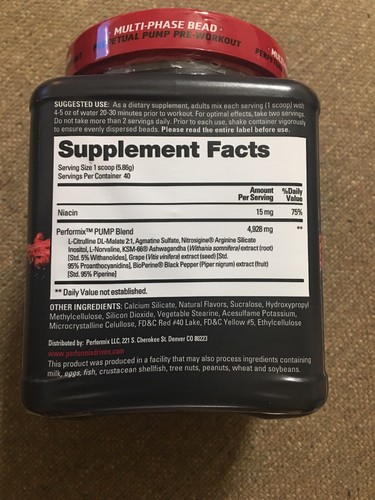 MULTI-PHASE BEAD
PERPETUAL PUMP PRE-WORKOUT
SUGGESTED USE: As a dietary supplement, adults mix each serving (1 scoop) with
4-5 oz of water 20-30 minutes prior to workout. For optimal effects, take two servings.
Do not take more than 2 servings daily. Prior to each use, shake container vigorously
to ensure evenly dispersed beads. Please read the entire label before use.
Supplement Facts
Serving Size 1 scoop (5.86g)
Servings Per Container 40
Amount Per Serving %Daily Value
Niacin 15 mg 75%
Performix™ PUMP Blend 4,928 mg **
L-Citrulline DL-Malate 2:1, Agmatine Sulfate, Nitrosigine® Arginine Silicate
Inositol, L-Norvaline, KSM-66® Ashwagandha (Withania somnifera) extract (root)
[Std. 5% Withanolides], Grape (Vitis vinifera) extract (seed) [Std.
95% Proanthocyanidins], BioPerine® Black Pepper (Piper nigrum) extract (fruit)
[Std. 95% Piperine]
** Daily Value not established.
OTHER INGREDIENTS: Calcium Silicate, Natural Flavors, Sucralose, Hydroxypropyl
Methylcellulose, Silicon Dioxide, Vegetable Stearine, Acesulfame Potassium,
Microcrystalline Celullose, FD&C Red #40 Lake, FD&C Yellow #5, Ethylcellulose
Distributed by: Performix LLC, 221 S. Cherokee St. Denver CO 80223
www.performixdriven.com
This product was produced in a facility that may also process ingredients containing
milk, eggs, fish, crustacean shellfish, tree nuts, peanuts, wheat and soybeans.